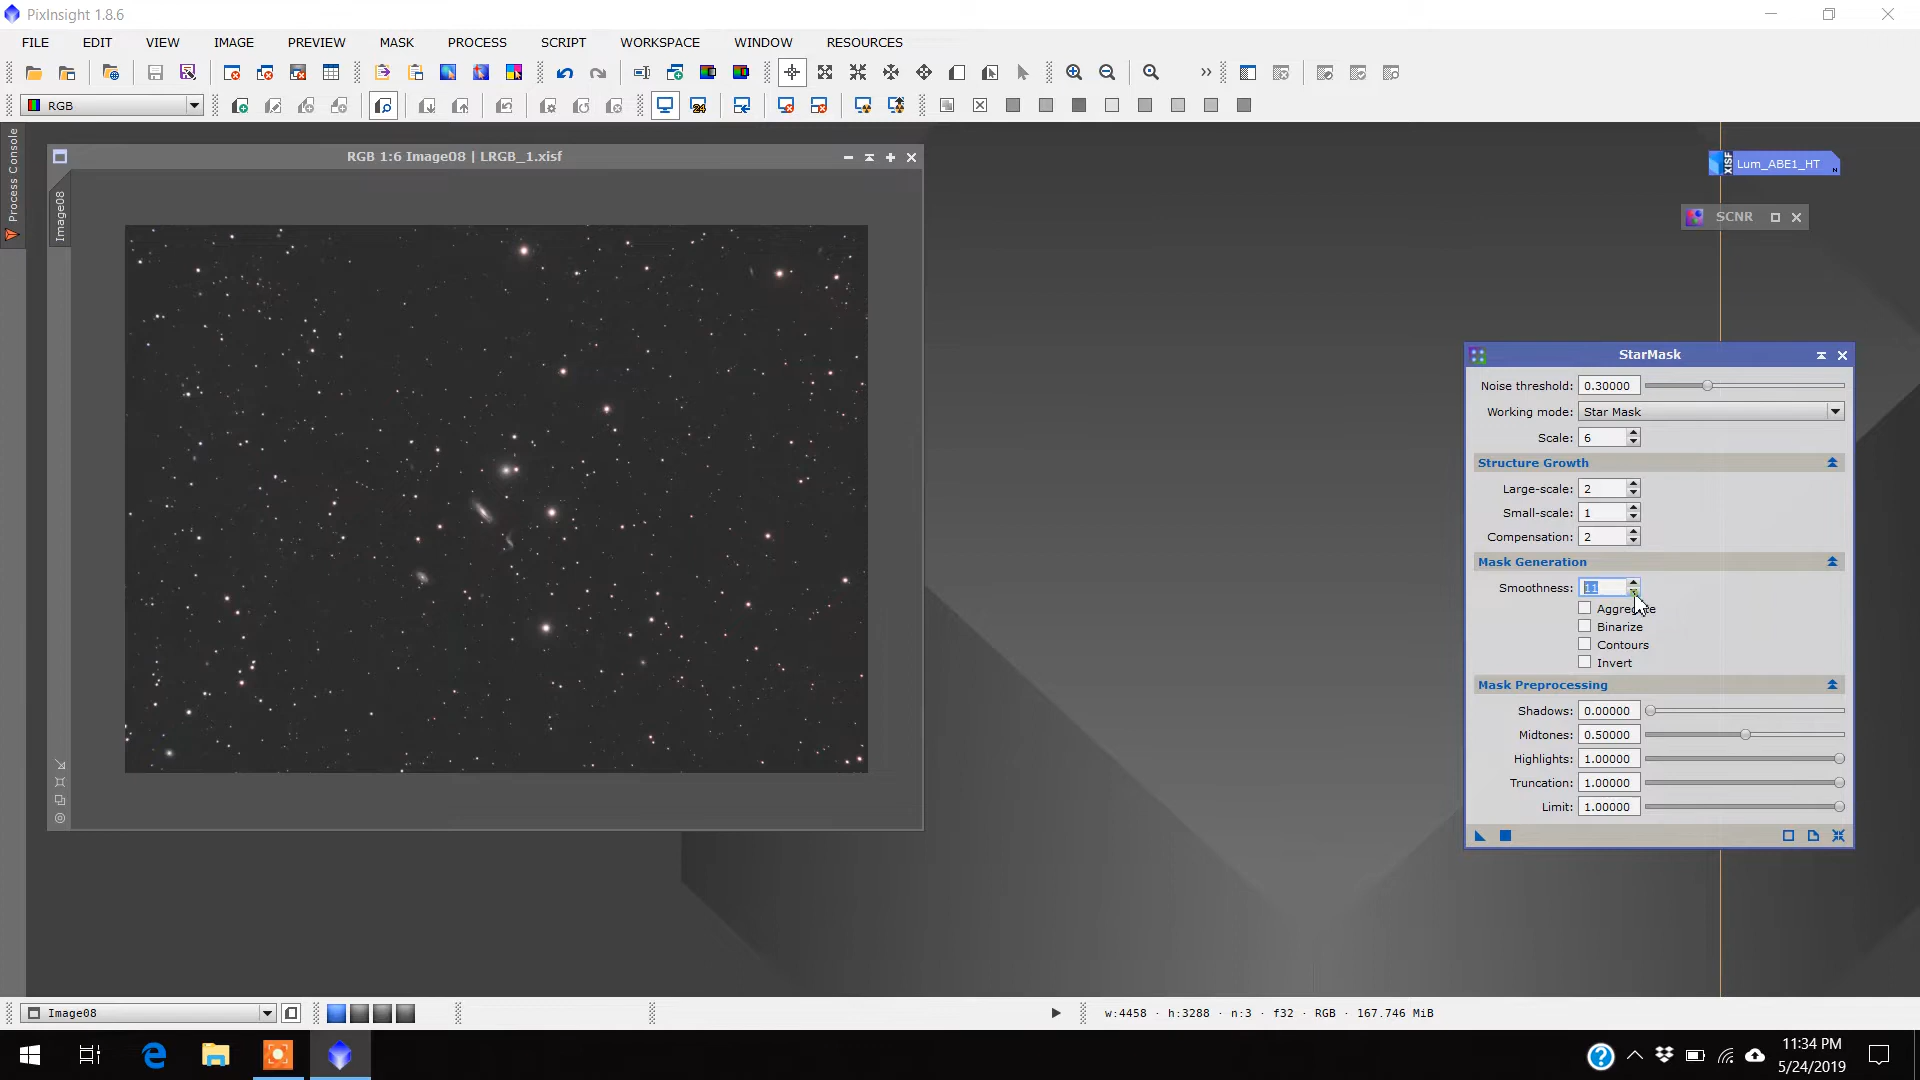 PixInsight 1.8.6
FILE EDIT VIEW IMAGE PREVIEW MASK PROCESS SCRIPT WORKSPACE WINDOW RESOURCES
RGB
24
Process Console
RGB 1:6 Image08 | LRGB_1.xisf
Image08
XISF
Lum_ABE1_HT
SCNR
StarMask
Noise threshold: 0.30000
Working mode: Star Mask
Scale: 6
Structure Growth
Large-scale: 2
Small-scale: 1
Compensation: 2
Mask Generation
Smoothness: 11
Binarize
Contours
Invert
Mask Preprocessing
Shadows: 0.00000
Midtones: 0.50000
Highlights: 1.00000
Truncation: 1.00000
Limit: 1.00000
Image08
w:4458 · h:3288 · n:3 · f32 · RGB · 167.746 MiB
11:34 PM
5/24/2019